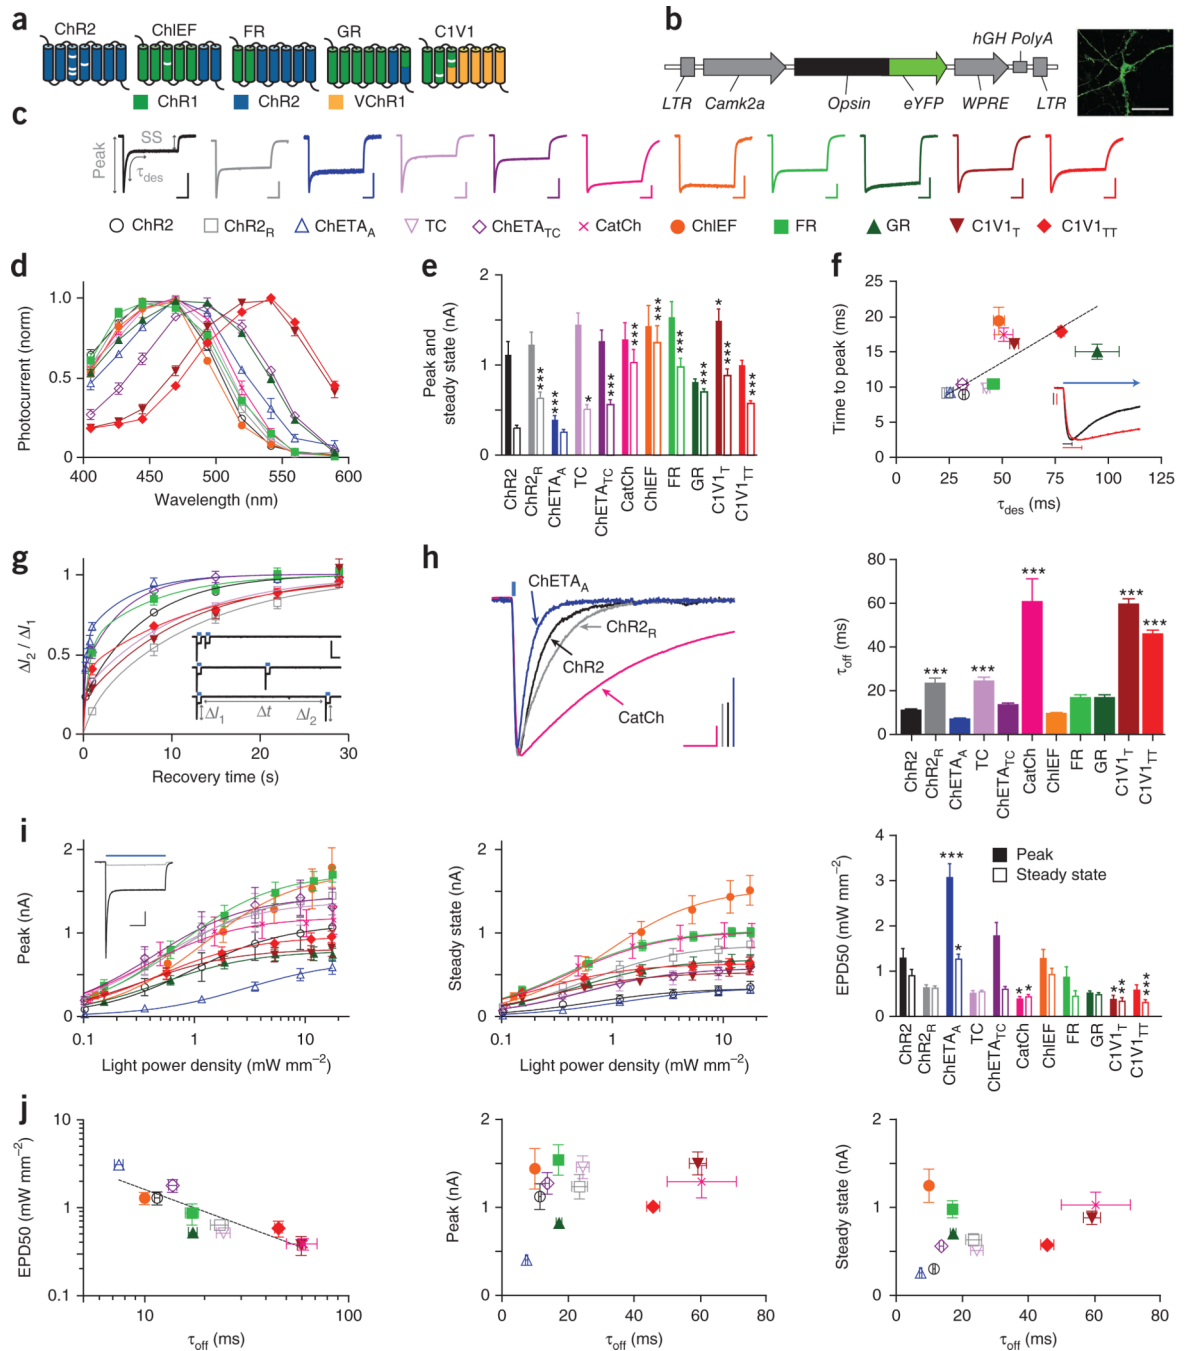 a
ChR2 ChIEF FR GR C1V1
ChR1 ChR2 VChR1
b
hGH PolyA
LTR Camk2a Opsin eYFP WPRE LTR
c
Peak SS τdes
ChR2 ChR2R ChETAA TC ChETATC CatCh ChIEF FR GR C1V1T C1V1TT
d
Photocurrent (norm)
1.0
0.5
0
400 450 500 550 600
Wavelength (nm)
e
Peak and
steady state (nA)
2
1
0
*** *** * *** *** *** *** *** * *** ***
ChR2 ChR2R ChETAA TC ChETATC CatCh ChIEF FR GR C1V1T C1V1TT
f
Time to peak (ms)
25
20
15
10
5
0
0 25 50 75 100 115
τdes (ms)
g
ΔI2 / ΔI1
1
0.5
0
ΔI1 Δt ΔI2
0 10 20 30
Recovery time (s)
h
ChETAA
ChR2R
ChR2
CatCh
τoff (ms)
80
60
40
20
0
*** *** *** *** ***
ChR2 ChR2R ChETAA TC ChETATC CatCh ChIEF FR GR C1V1T C1V1TT
i
Peak (nA)
2
1
0
0.1 1 10
Light power density (mW mm−2)
Steady state (nA)
2
1
0
0.1 1 10
Light power density (mW mm−2)
EPD50 (mW mm−2)
4
3
2
1
0
Peak
Steady state
*** * * * * ** ***
ChR2 ChR2R ChETAA TC ChETATC CatCh ChIEF FR GR C1V1T C1V1TT
j
EPD50 (mW mm−2)
10
1
0.1
10 100
τoff (ms)
Peak (nA)
2
1
0
0 20 40 60 80
τoff (ms)
Steady state (nA)
2
1
0
0 20 40 60 80
τoff (ms)